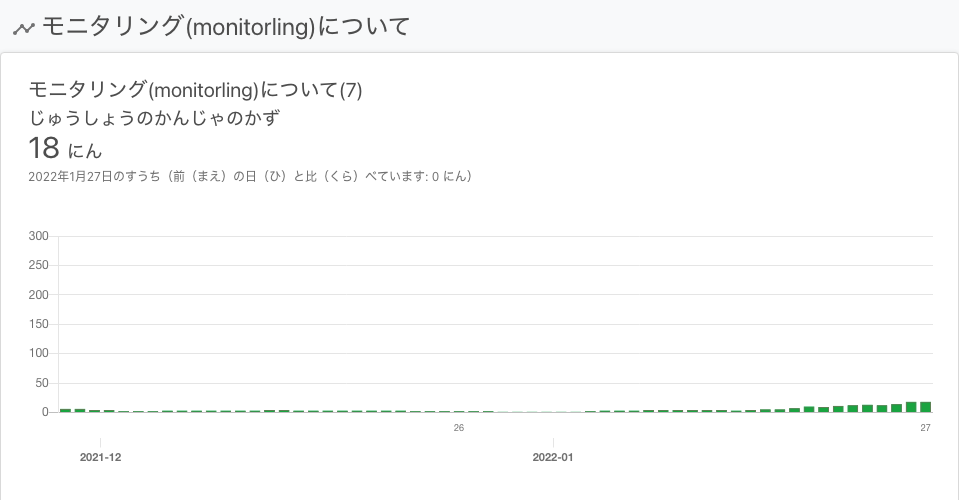 モニタリング(monitorling)について
モニタリング(monitorling)について(7)
じゅうしょうのかんじゃのかず
18 にん
2022年1月27日のすうち（前（まえ）の日（ひ）と比（くら）べています: 0 にん）
300
250
200
150
100
50
0
26
27
2021-12
2022-01